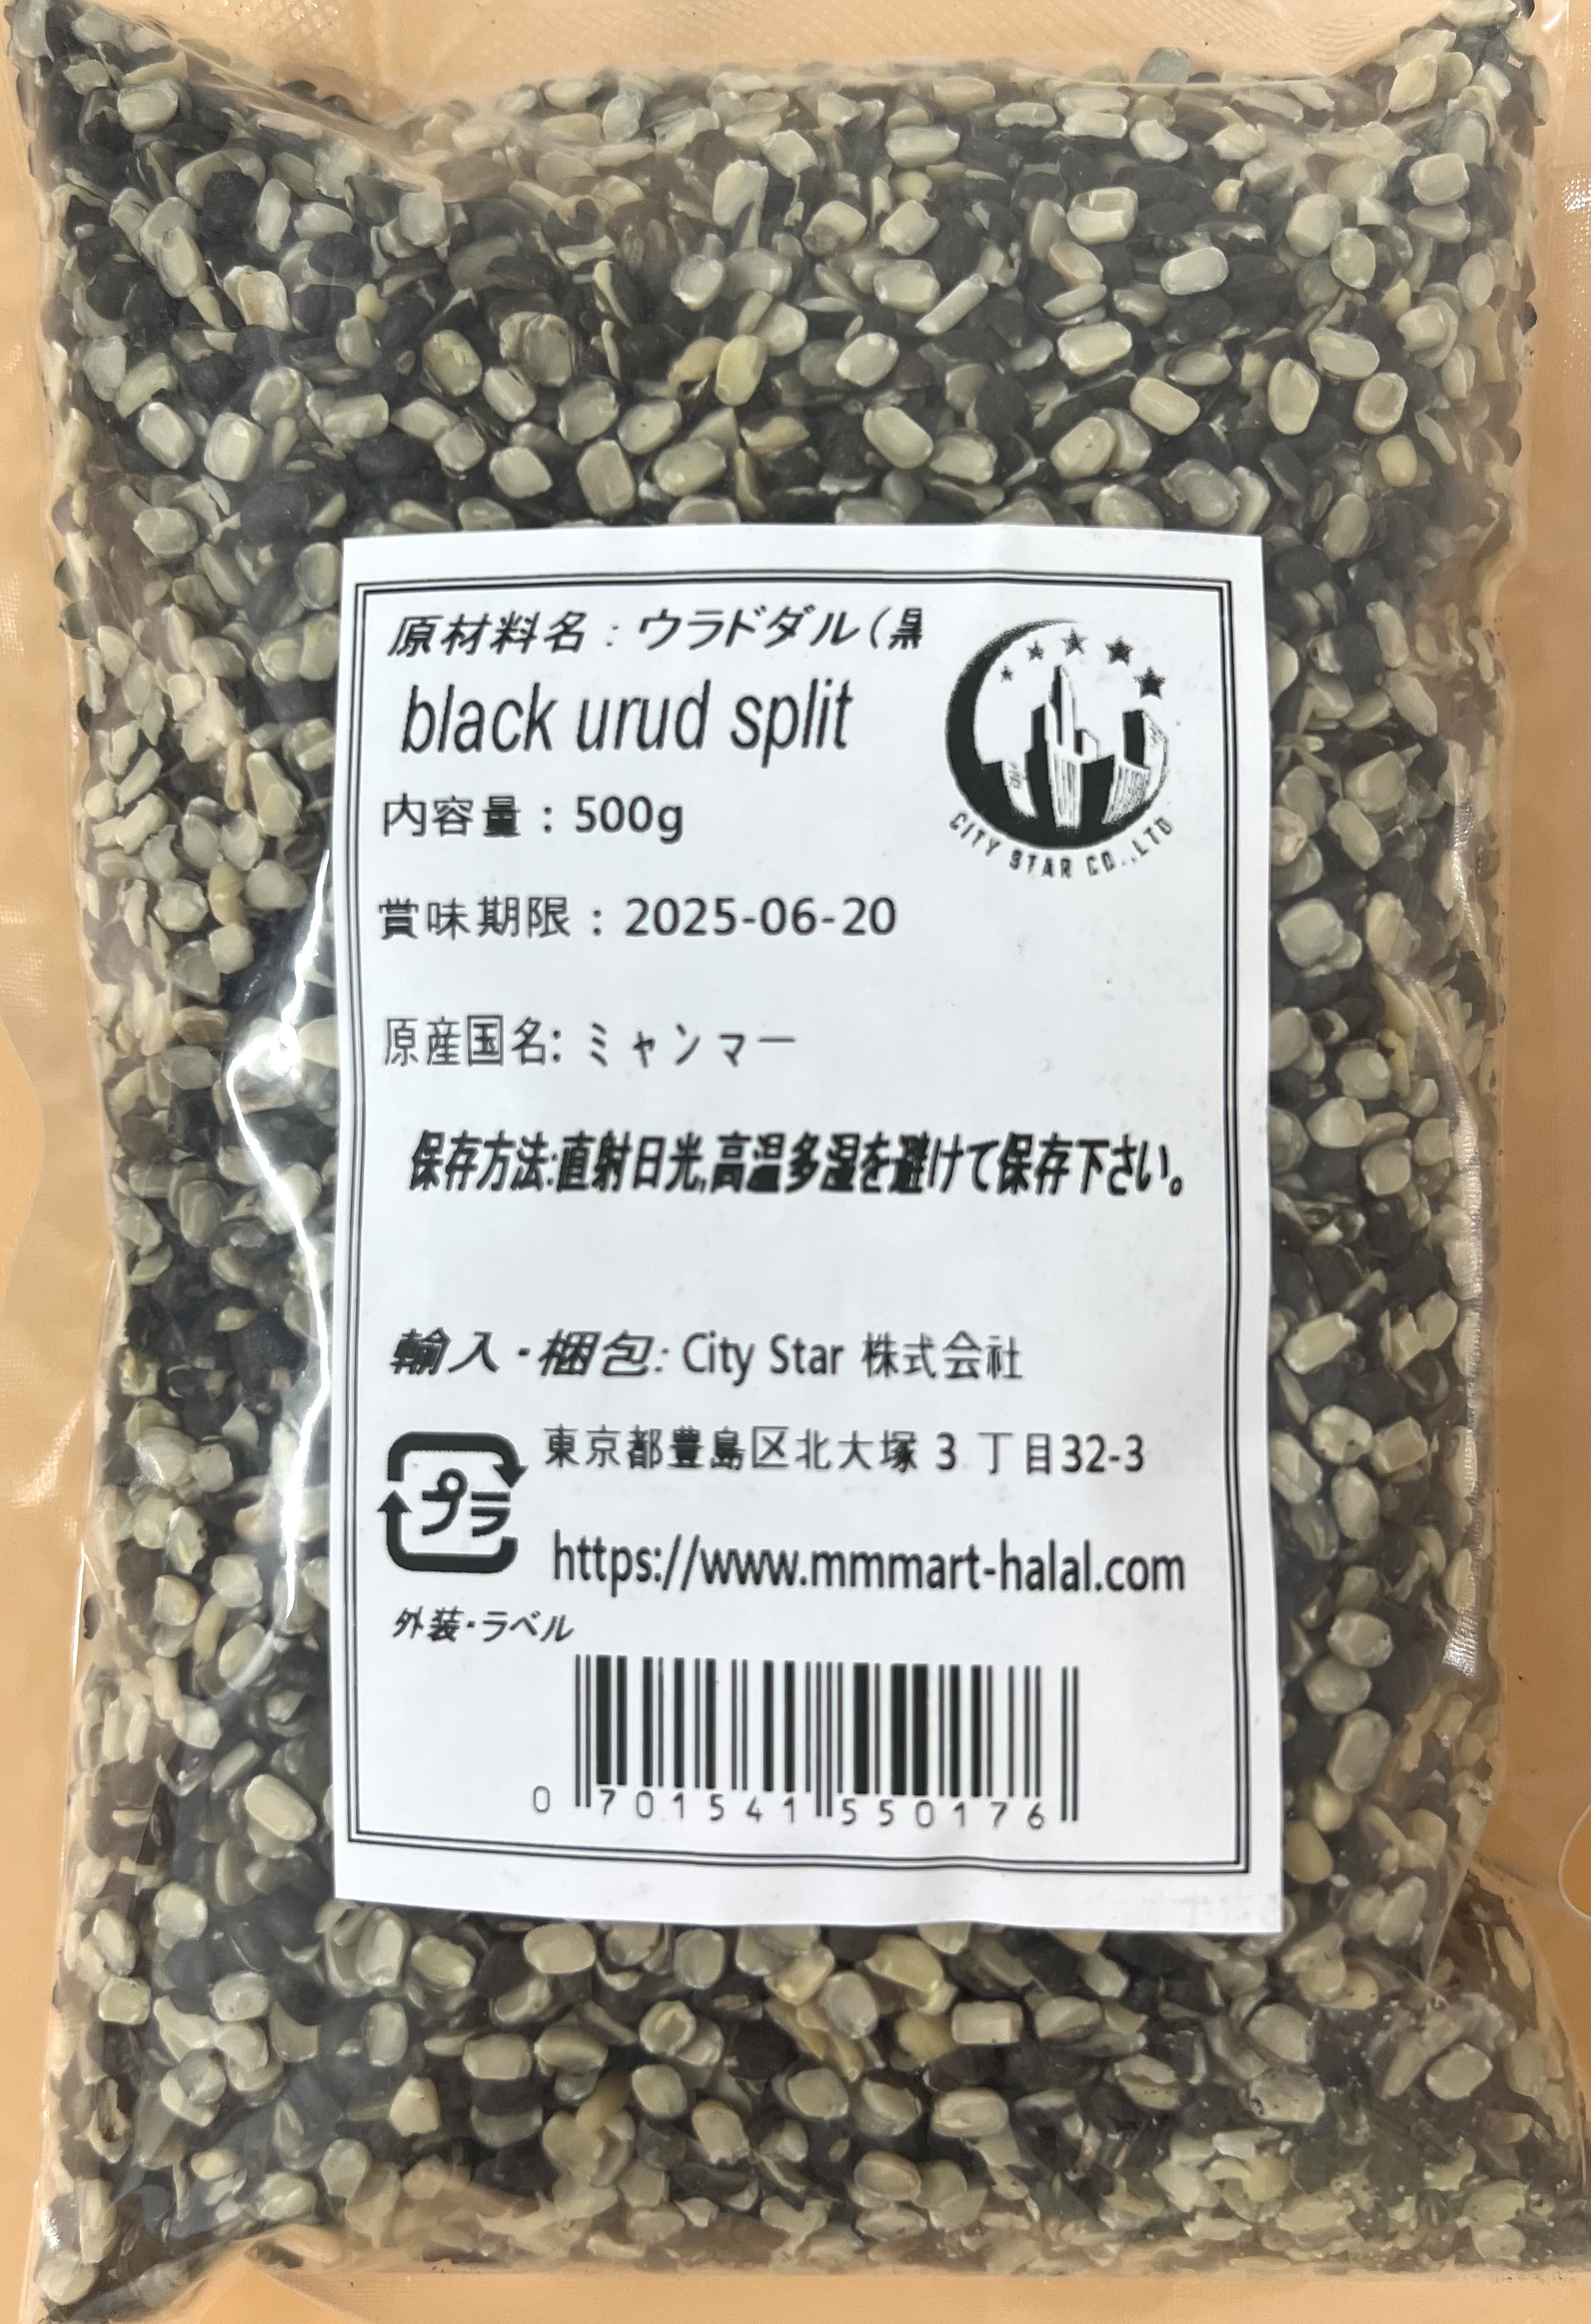 原材料名：ウラドダル（黒
black urud split
内容量：500g
賞味期限：2025-06-20
原産国名: ミャンマー
保存方法:直射日光,高温多湿を避けて保存下さい。
CITY STAR CO.,LTD
輸入・梱包: City Star 株式会社
東京都豊島区北大塚 3 丁目32-3
プラ
https://www.mmmart-halal.com
外装・ラベル
0 701541 550176